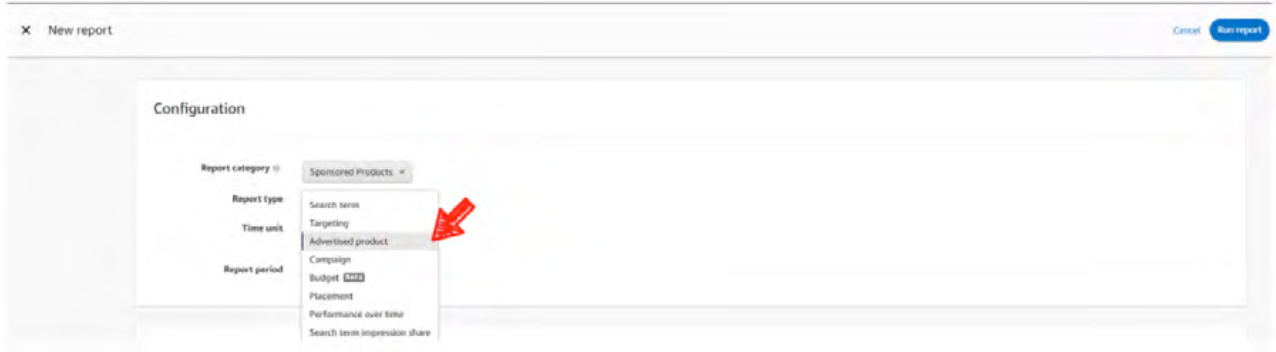 × New report
Cancel Run report
Configuration
Report category
Sponsored Products
Report type
Search term
Targeting
Time unit
Advertised product
Campaign
Report period
Budget Beta
Placement
Performance over time
Search term impression share